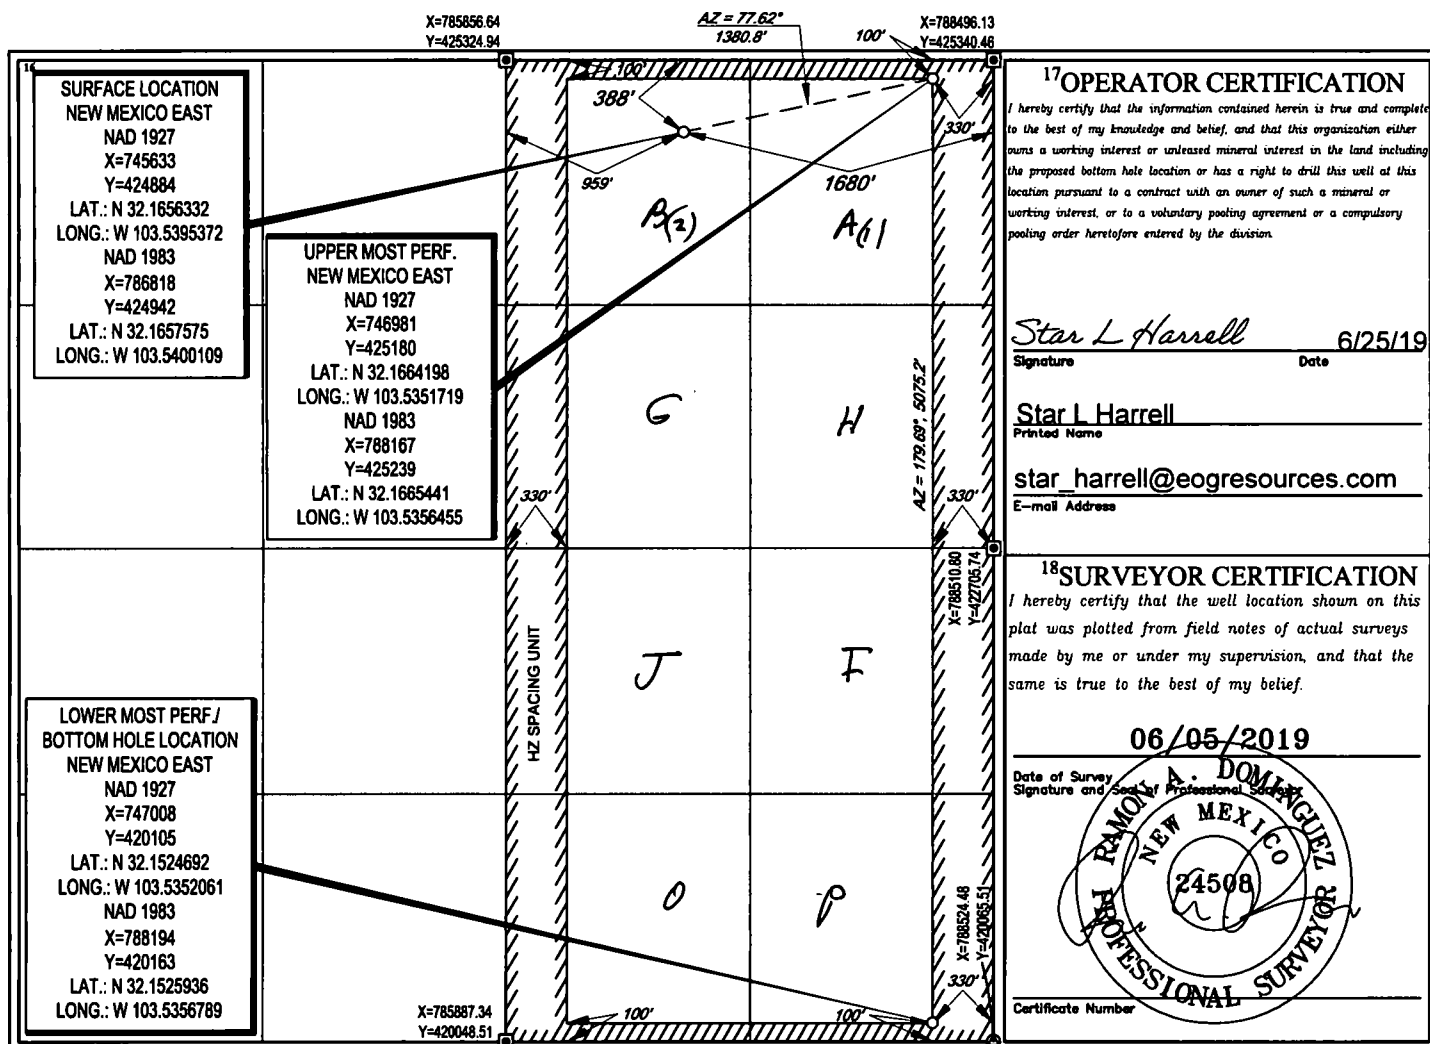 X=785856.64
Y=425324.94
AZ = 77.62°
1380.8'
100'
X=788496.13
Y=425340.46
16
SURFACE LOCATION
NEW MEXICO EAST
NAD 1927
X=745633
Y=424884
LAT.: N 32.1656332
LONG.: W 103.5395372
NAD 1983
X=786818
Y=424942
LAT.: N 32.1657575
LONG.: W 103.5400109
UPPER MOST PERF.
NEW MEXICO EAST
NAD 1927
X=746981
Y=425180
LAT.: N 32.1664198
LONG.: W 103.5351719
NAD 1983
X=788167
Y=425239
LAT.: N 32.1665441
LONG.: W 103.5356455
LOWER MOST PERF./
BOTTOM HOLE LOCATION
NEW MEXICO EAST
NAD 1927
X=747008
Y=420105
LAT.: N 32.1524692
LONG.: W 103.5352061
NAD 1983
X=788194
Y=420163
LAT.: N 32.1525936
LONG.: W 103.5356789
100'
388'
330'
959'
1680'
B(2)
A(1)
G
H
AZ = 179.69°, 5075.2'
330'
330'
X=788510.80
Y=422705.74
HZ SPACING UNIT
J
I
O
P
X=788524.48
Y=420065.51
330'
X=785887.34
Y=420048.51
100'
100'
17 OPERATOR CERTIFICATION
I hereby certify that the information contained herein is true and complete
to the best of my knowledge and belief, and that this organization either
owns a working interest or unleased mineral interest in the land including
the proposed bottom hole location or has a right to drill this well at this
location pursuant to a contract with an owner of such a mineral or
working interest, or to a voluntary pooling agreement or a compulsory
pooling order heretofore entered by the division.
Star L Harrell 6/25/19
Signature Date
Star L Harrell
Printed Name
star_harrell@eogresources.com
E-mail Address
18 SURVEYOR CERTIFICATION
I hereby certify that the well location shown on this
plat was plotted from field notes of actual surveys
made by me or under my supervision, and that the
same is true to the best of my belief.
06/05/2019
Date of Survey
Signature and Seal of Professional Surveyor
RAMON A. DOMINGUEZ
NEW MEXICO
24508
PROFESSIONAL SURVEYOR
Certificate Number